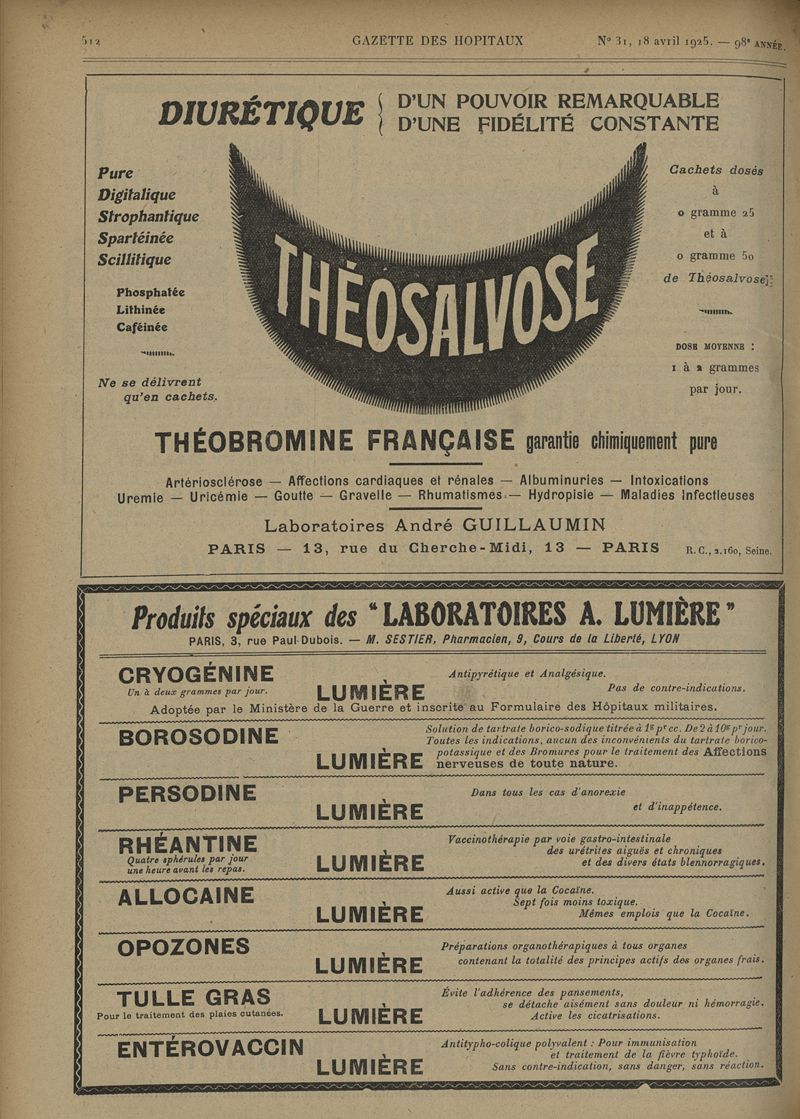 512
GAZETTE DES HOPITAUX
N° 31, 18 avril 1925. — 98e ANNÉE.
DIURÉTIQUE
D'UN POUVOIR REMARQUABLE
D'UNE FIDÉLITÉ CONSTANTE
Pure
Digitalique
Strophantique
Spartéinée
Scillitique
Phosphatée
Lithinée
Caféinée
Ne se délivrent
qu'en cachets.
THÉOSALVOSE
Cachets dosés
à
0 gramme 25
et à
0 gramme 50
de Théosalvose
DOSE MOYENNE :
1 à 2 grammes
par jour.
THÉOBROMINE FRANÇAISE garantie chimiquement pure
Artériosclérose — Affections cardiaques et rénales — Albuminuries — Intoxications
Uremie — Uricémie — Goutte — Gravelle — Rhumatismes — Hydropisie — Maladies infectieuses
Laboratoires André GUILLAUMIN
PARIS — 13, rue du Cherche-Midi, 13 — PARIS R. C., 2.160, Seine.
Produits spéciaux des "LABORATOIRES A. LUMIÈRE"
PARIS, 3, rue Paul-Dubois. — M. SESTIER, Pharmacien, 9, Cours de la Liberté, LYON
CRYOGÉNINE
Un à deux grammes par jour.
LUMIÈRE
Antipyrétique et Analgésique.
Pas de contre-indications.
Adoptée par le Ministère de la Guerre et inscrite au Formulaire des Hôpitaux militaires.
BOROSODINE
LUMIÈRE
Solution de tartrate borico-sodique titrée à 1gr pr cc. De 2 à 10gr pr jour.
Toutes les indications, aucun des inconvénients du tartrate borico-
potassique et des Bromures pour le traitement des Affections
nerveuses de toute nature.
PERSODINE
LUMIÈRE
Dans tous les cas d'anorexie
et d'inappétence.
RHÉANTINE
Quatre sphérules par jour
une heure avant les repas.
LUMIÈRE
Vaccinothérapie par voie gastro-intestinale
des urétrites aiguës et chroniques
et des divers états blennorragiques.
ALLOCAINE
LUMIÈRE
Aussi active que la Cocaïne.
Sept fois moins toxique.
Mêmes emplois que la Cocaïne.
OPOZONES
LUMIÈRE
Préparations organothérapiques à tous organes
contenant la totalité des principes actifs des organes frais.
TULLE GRAS
Pour le traitement des plaies cutanées.
LUMIÈRE
Évite l'adhérence des pansements,
se détache aisément sans douleur ni hémorragie.
Active les cicatrisations.
ENTÉROVACCIN
LUMIÈRE
Antitypho-colique polyvalent : Pour immunisation
et traitement de la fièvre typhoïde.
Sans contre-indication, sans danger, sans réaction.